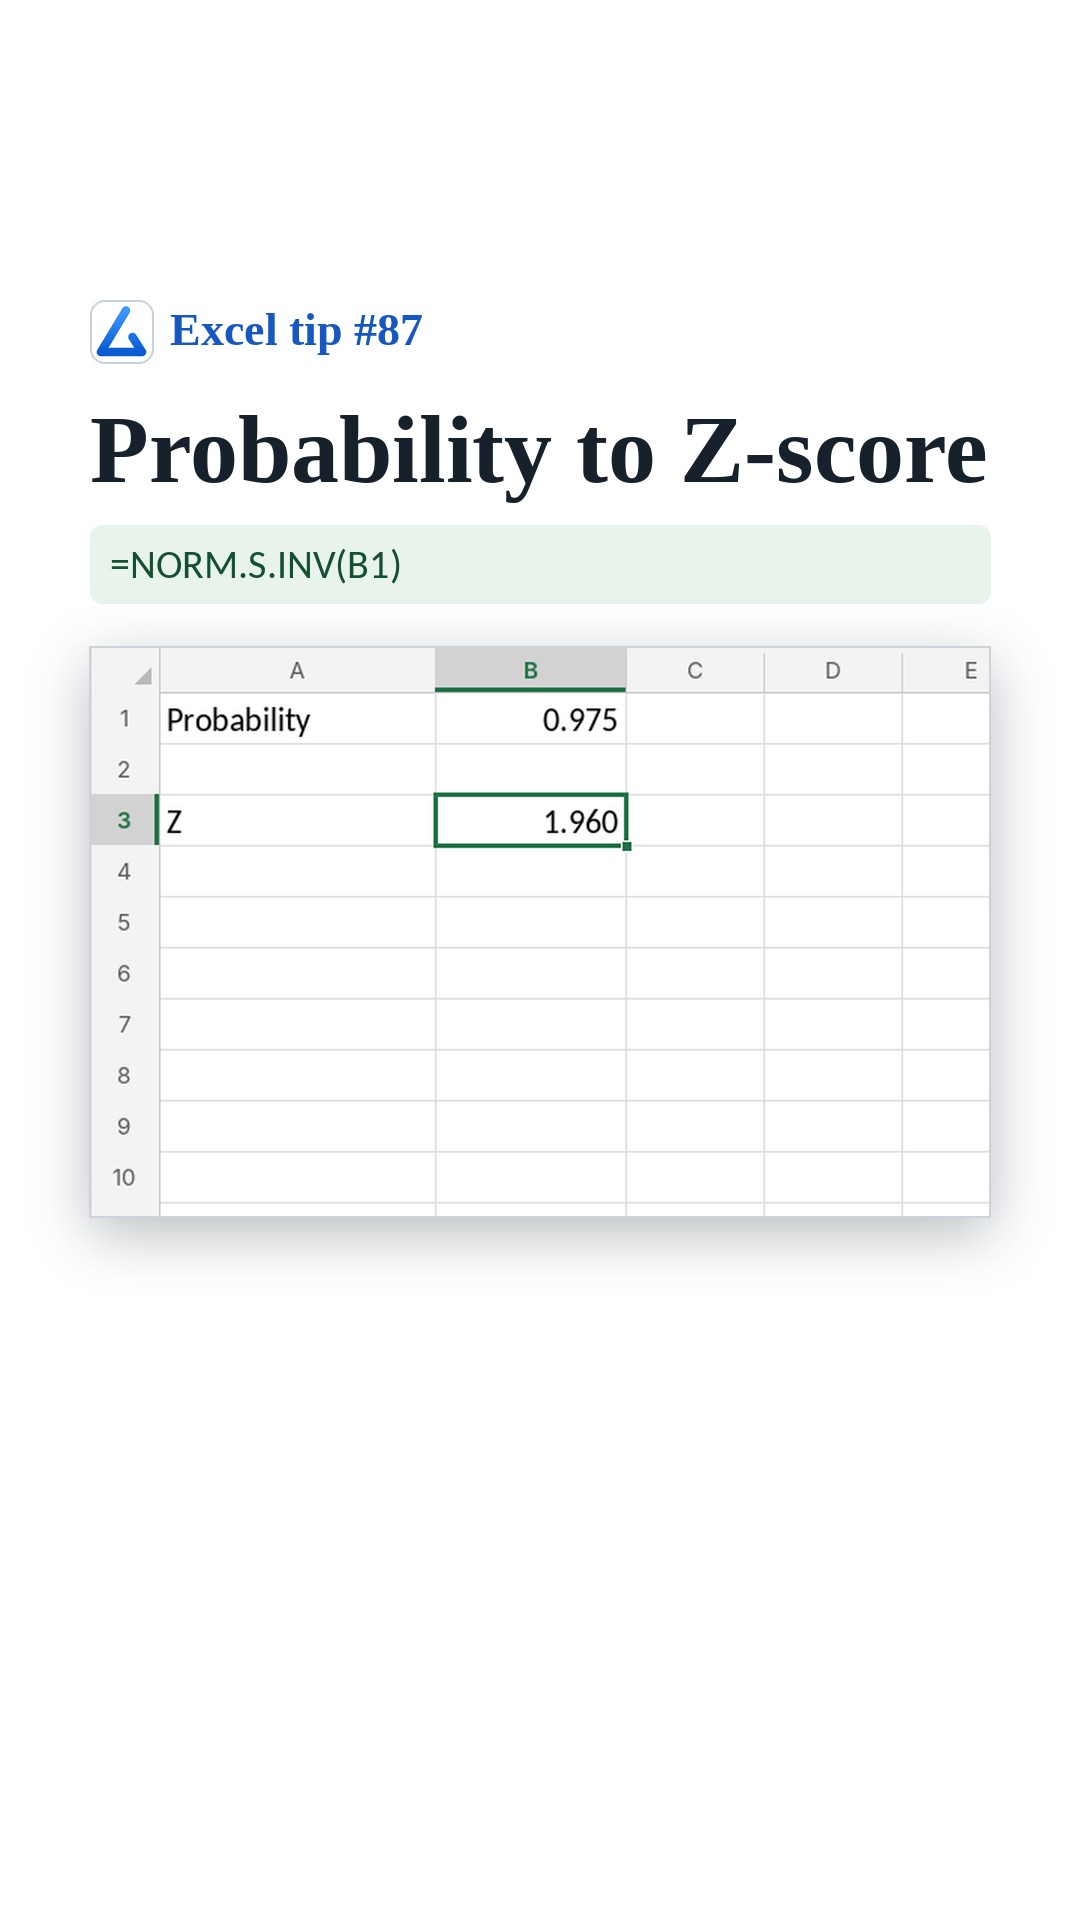 Excel tip #87
Probability to Z-score
=NORM.S.INV(B1)
A B C D E
1 Probability 0.975
2
3 Z 1.960
4
5
6
7
8
9
10